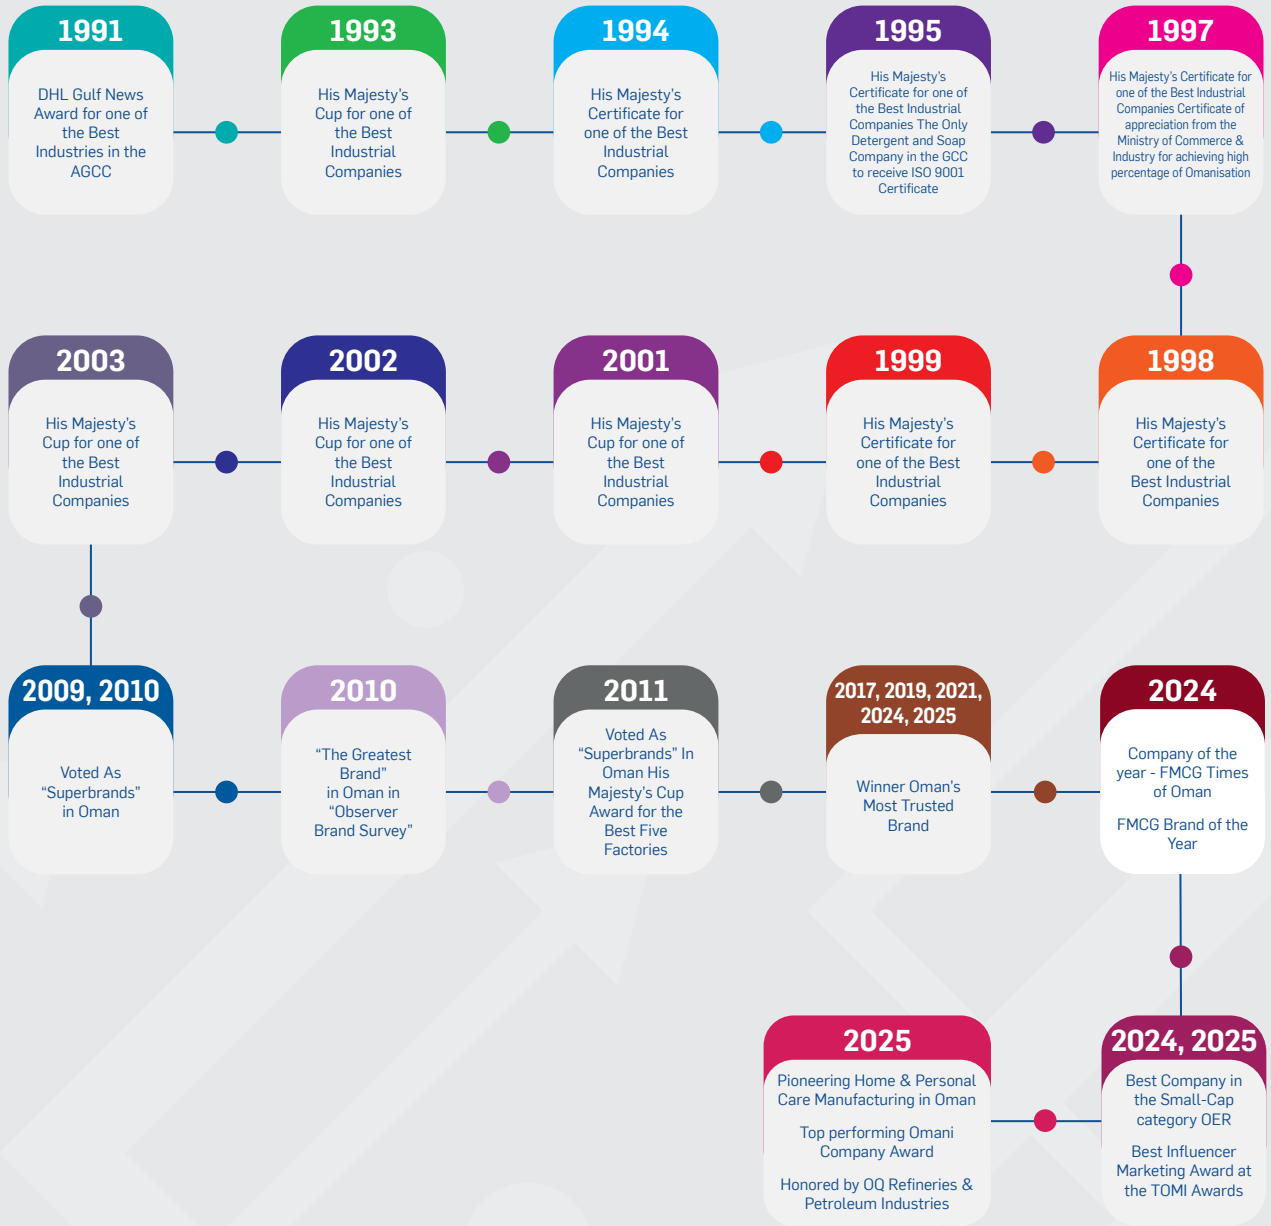 1991
DHL Gulf News
Award for one of
the Best
Industries in the
AGCC
1993
His Majesty's
Cup for one of
the Best
Industrial
Companies
1994
His Majesty's
Certificate for
one of the Best
Industrial
Companies
1995
His Majesty's
Certificate for one of
the Best Industrial
Companies The Only
Detergent and Soap
Company in the GCC
to receive ISO 9001
Certificate
1997
His Majesty's Certificate for
one of the Best Industrial
Companies Certificate of
appreciation from the
Ministry of Commerce &
Industry for achieving high
percentage of Omanisation
1998
His Majesty's
Certificate for
one of the
Best Industrial
Companies
1999
His Majesty's
Certificate for
one of the Best
Industrial
Companies
2001
His Majesty's
Cup for one of
the Best
Industrial
Companies
2002
His Majesty's
Cup for one of
the Best
Industrial
Companies
2003
His Majesty's
Cup for one of
the Best
Industrial
Companies
2009, 2010
Voted As
“Superbrands”
in Oman
2010
“The Greatest
Brand”
in Oman in
“Observer
Brand Survey”
2011
Voted As
“Superbrands” In
Oman His
Majesty's Cup
Award for the
Best Five
Factories
2017, 2019, 2021,
2024, 2025
Winner Oman's
Most Trusted
Brand
2024
Company of the
year - FMCG Times
of Oman
FMCG Brand of the
Year
2024, 2025
Best Company in
the Small-Cap
category OER
Best Influencer
Marketing Award at
the TOMI Awards
2025
Pioneering Home & Personal
Care Manufacturing in Oman
Top performing Omani
Company Award
Honored by OQ Refineries &
Petroleum Industries